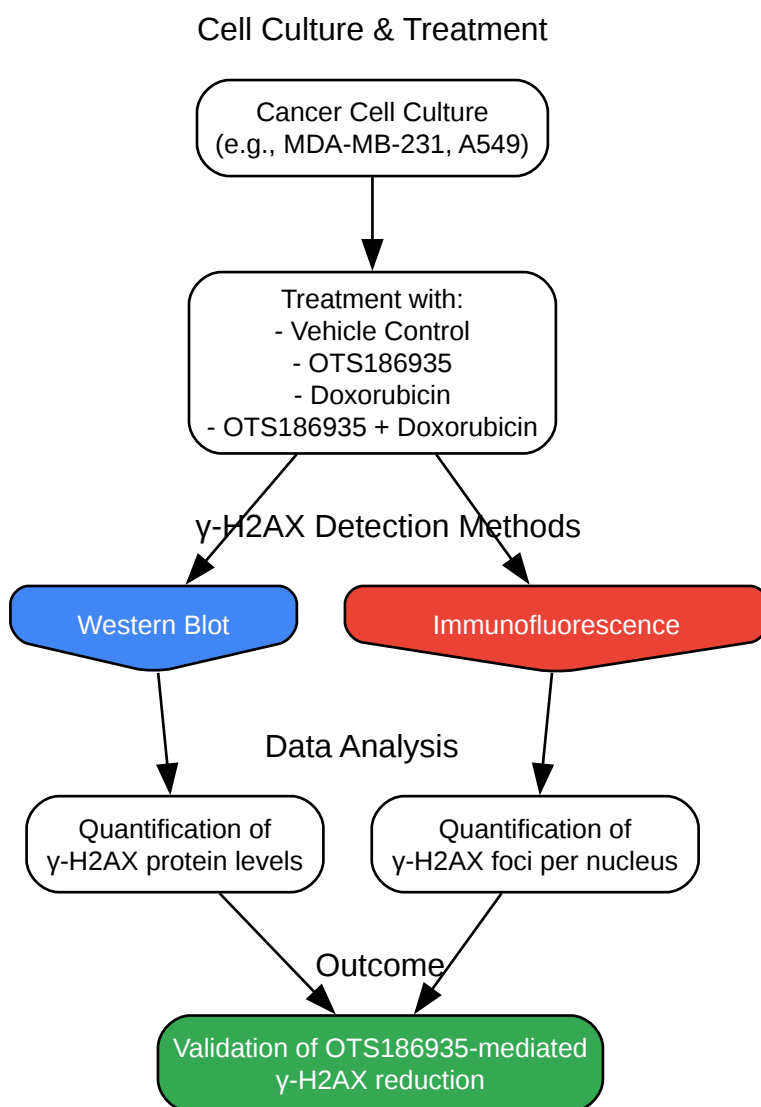 Cell Culture & Treatment
Cancer Cell Culture
(e.g., MDA-MB-231, A549)
Treatment with:
- Vehicle Control
- OTS186935
- Doxorubicin
- OTS186935 + Doxorubicin
γ-H2AX Detection Methods
Western Blot
Immunofluorescence
Data Analysis
Quantification of
γ-H2AX protein levels
Quantification of
γ-H2AX foci per nucleus
Outcome
Validation of OTS186935-mediated
γ-H2AX reduction